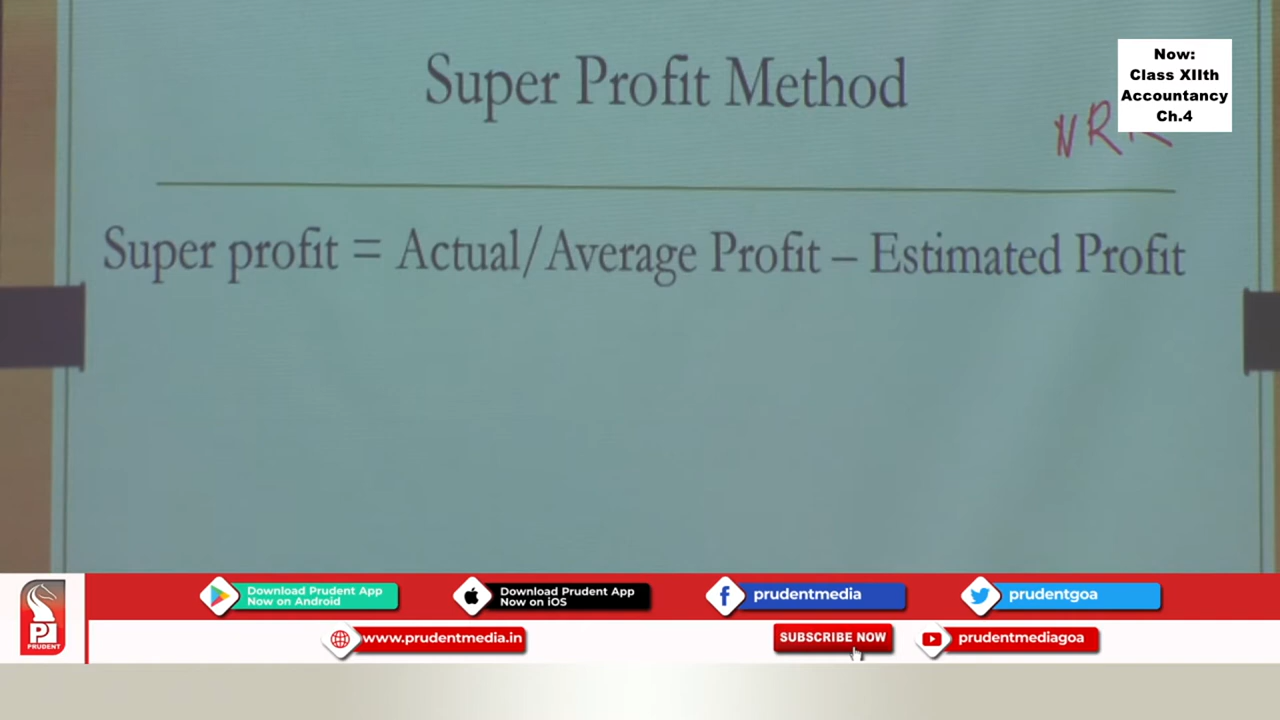 Super Profit Method
Now:
Class XIIth
Accountancy
Ch.4
Super profit = Actual/Average Profit – Estimated Profit
Download Prudent App
Now on Android
Download Prudent App
Now on iOS
prudentmedia
prudentgoa
PRUDENT
www.prudentmedia.in
SUBSCRIBE NOW
prudentmediagoa